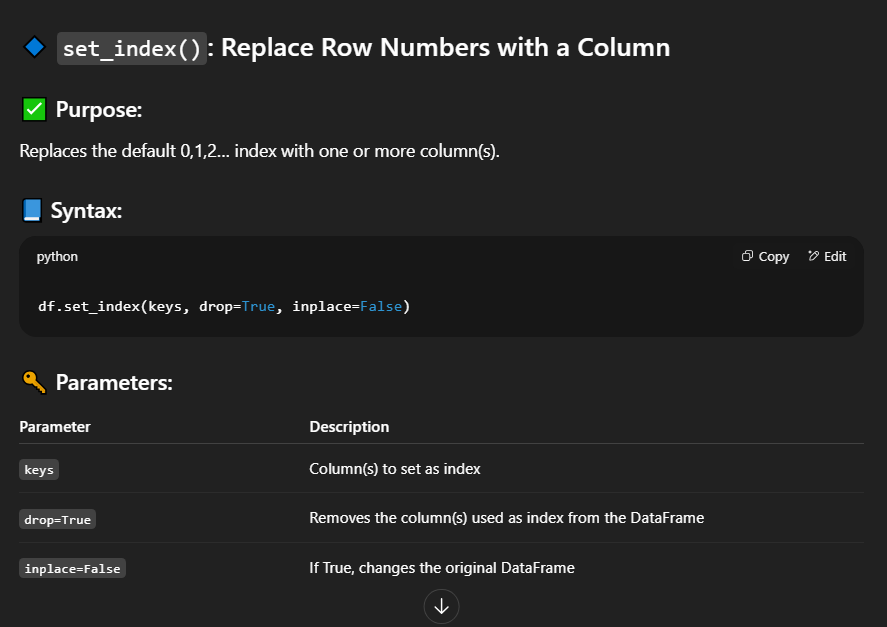 set_index(): Replace Row Numbers with a Column
Purpose:
Replaces the default 0,1,2... index with one or more column(s).
Syntax:
python
Copy
Edit
df.set_index(keys, drop=True, inplace=False)
Parameters:
Parameter Description
keys Column(s) to set as index
drop=True Removes the column(s) used as index from the DataFrame
inplace=False If True, changes the original DataFrame